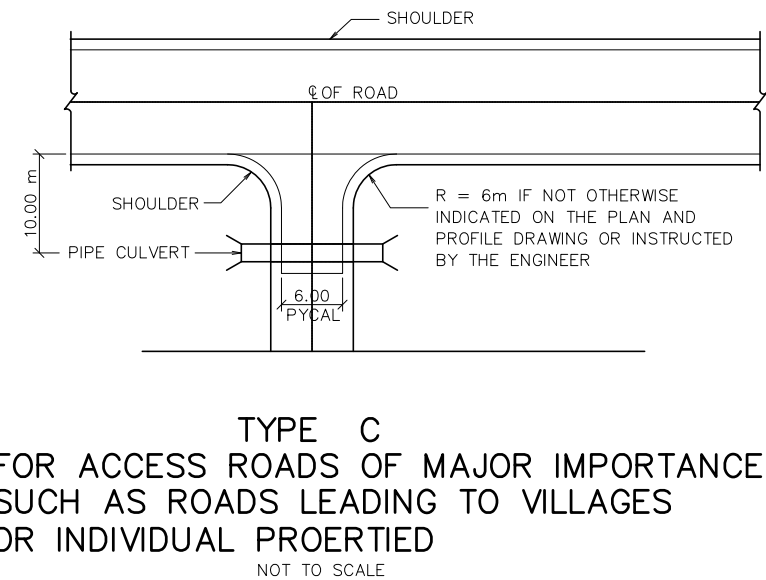 SHOULDER
℄ OF ROAD
10.00 m
SHOULDER
R = 6m IF NOT OTHERWISE
INDICATED ON THE PLAN AND
PROFILE DRAWING OR INSTRUCTED
BY THE ENGINEER
PIPE CULVERT
6.00
PYCAL
TYPE C
FOR ACCESS ROADS OF MAJOR IMPORTANCE
SUCH AS ROADS LEADING TO VILLAGES
OR INDIVIDUAL PROERTIED
NOT TO SCALE